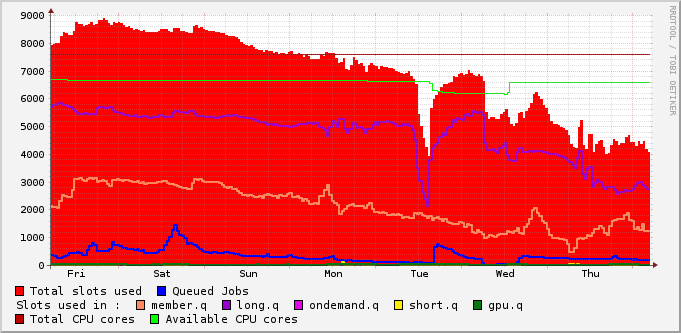 9000
8000
7000
6000
5000
4000
3000
2000
1000
0
Fri Sat Sun Mon Tue Wed Thu
RRDTOOL / TOBI OETIKER
Total slots used Queued Jobs
Slots used in : member.q long.q ondemand.q short.q gpu.q
Total CPU cores Available CPU cores